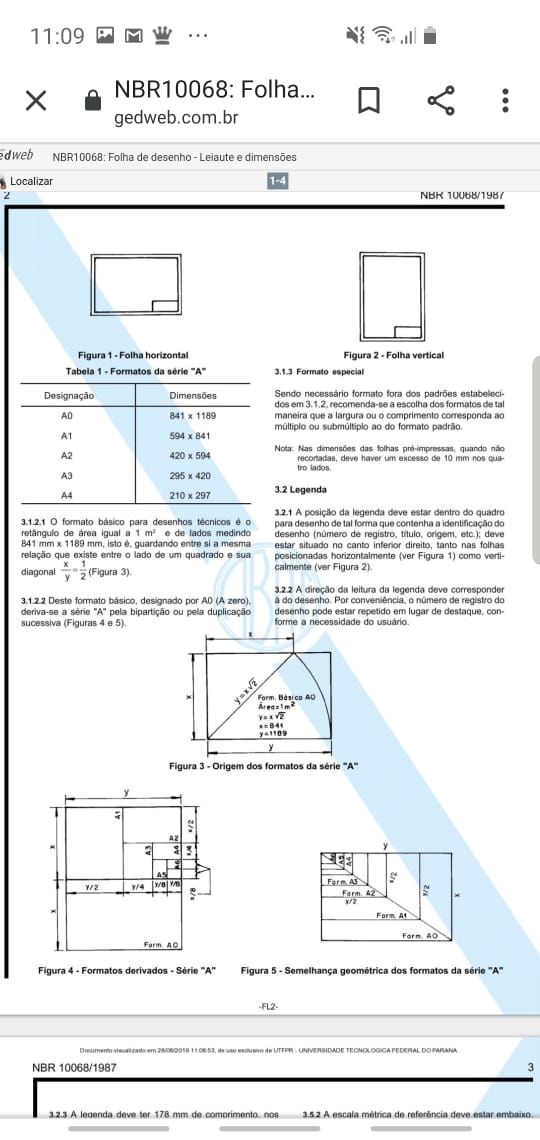 11:09
NBR10068: Folha...
gedweb.com.br
edweb NBR10068: Folha de desenho - Leiaute e dimensões
Localizar
1-4
2
NBR 10068/1987
Figura 1 - Folha horizontal
Figura 2 - Folha vertical
Tabela 1 - Formatos da série "A"
Designação Dimensões
A0 841 x 1189
A1 594 x 841
A2 420 x 594
A3 295 x 420
A4 210 x 297
3.1.2.1 O formato básico para desenhos técnicos é o
retângulo de área igual a 1 m² e de lados medindo
841 mm x 1189 mm, isto é, guardando entre si a mesma
relação que existe entre o lado de um quadrado e sua
diagonal x/y = 1/2 (Figura 3).
3.1.2.2 Deste formato básico, designado por A0 (A zero),
deriva-se a série "A" pela bipartição ou pela duplicação
sucessiva (Figuras 4 e 5).
3.1.3 Formato especial
Sendo necessário formato fora dos padrões estabeleci-
dos em 3.1.2, recomenda-se a escolha dos formatos de tal
maneira que a largura ou o comprimento corresponda ao
múltiplo ou submúltiplo ao do formato padrão.
Nota: Nas dimensões das folhas pré-impressas, quando não
recortadas, deve haver um excesso de 10 mm nos qua-
tro lados.
3.2 Legenda
3.2.1 A posição da legenda deve estar dentro do quadro
para desenho de tal forma que contenha a identificação do
desenho (número de registro, título, origem, etc.); deve
estar situado no canto inferior direito, tanto nas folhas
posicionadas horizontalmente (ver Figura 1) como verti-
calmente (ver Figura 2).
3.2.2 A direção da leitura da legenda deve corresponder
à do desenho. Por conveniência, o número de registro do
desenho pode estar repetido em lugar de destaque, con-
forme a necessidade do usuário.
x
x
y=x√2
Form. Básico A0
Área=1m²
y=x√2
x=841
y=1189
y
Figura 3 - Origem dos formatos da série "A"
y
A1
x/2
A2
A3
A4
x/4
x
A5
A6
y/2
y/4
y/8
y/8
x/8
x
Form. A0
Figura 4 - Formatos derivados - Série "A"
y
A5
A4
Form. A3
x/2
Form. A2
y/2
y/2
x
Form. A1
Form. A0
Figura 5 - Semelhança geométrica dos formatos da série "A"
-FL2-
Documento visualizado em 26/08/2019 11:08:53, de uso exclusivo de UTFPR - UNIVERSIDADE TECNOLOGICA FEDERAL DO PARANA
NBR 10068/1987
3
3.2.3 A legenda deve ter 178 mm de comprimento, nos
3.5.2 A escala métrica de referência deve estar embaixo,